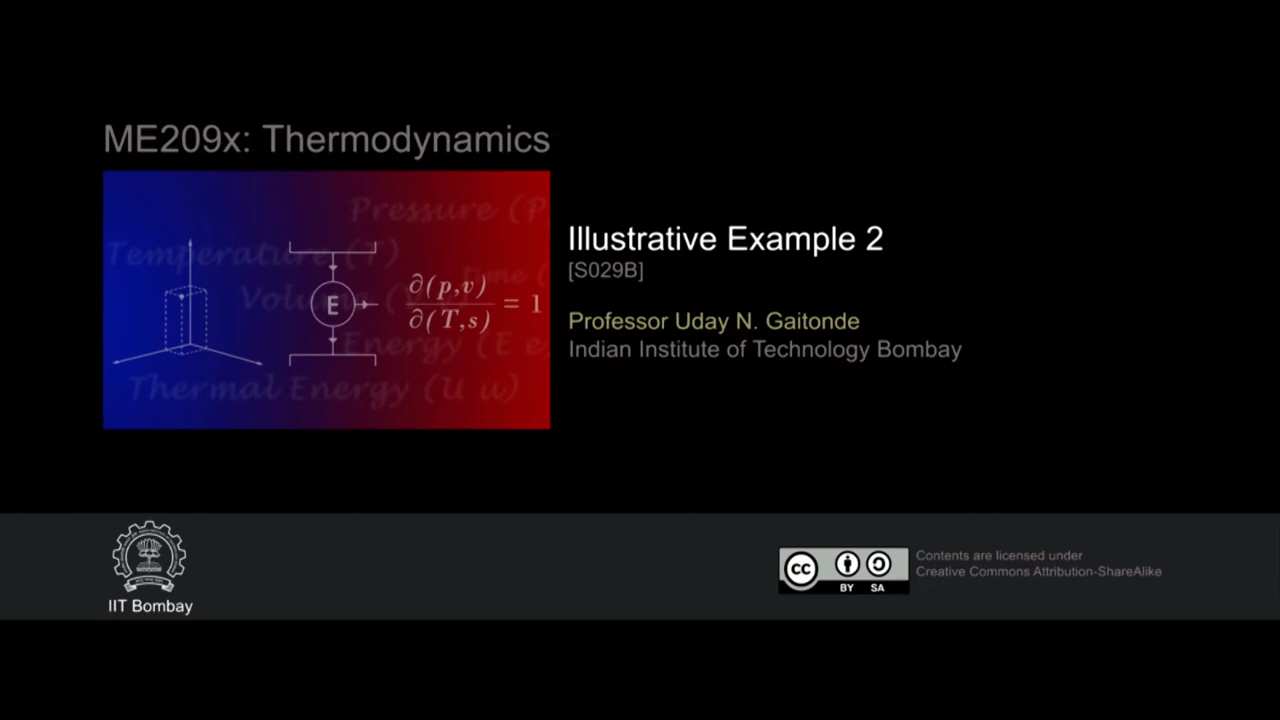 ME209x: Thermodynamics
Pressure (P
Temperature (T)
Volu
Energy (E e
Thermal Energy (U u)
E
∂(p,v)
∂(T,s)
= 1
Illustrative Example 2
[S029B]
Professor Uday N. Gaitonde
Indian Institute of Technology Bombay
IIT Bombay
cc
BY SA
Contents are licensed under
Creative Commons Attribution-ShareAlike